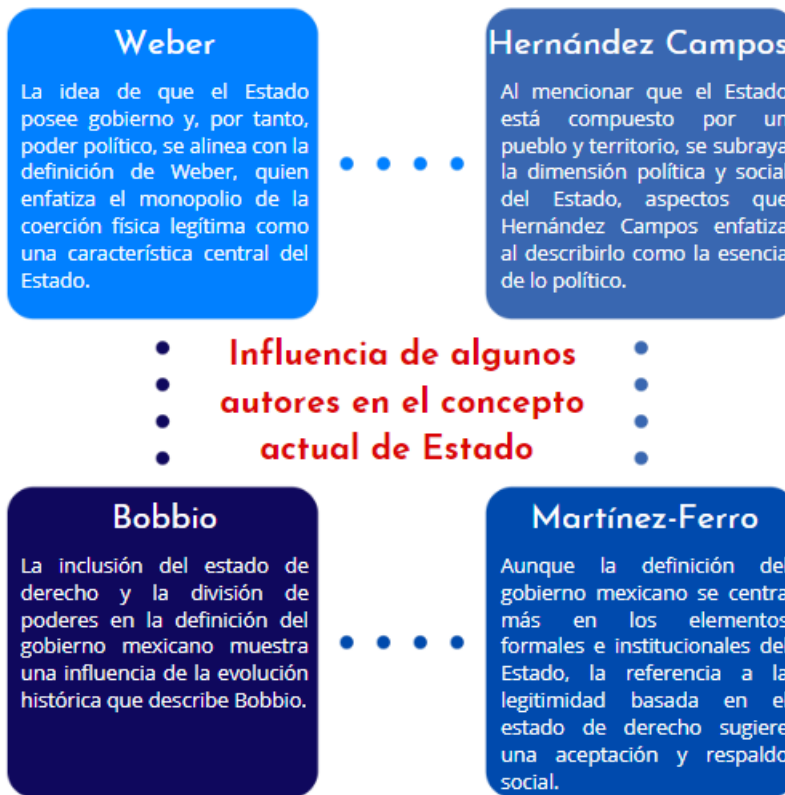 Weber
La idea de que el Estado
posee gobierno y, por tanto,
poder político, se alinea con la
definición de Weber, quien
enfatiza el monopolio de la
coerción física legítima como
una característica central del
Estado.
Hernández Campos
Al mencionar que el Estado
está compuesto por un
pueblo y territorio, se subraya
la dimensión política y social
del Estado, aspectos que
Hernández Campos enfatiza
al describirlo como la esencia
de lo político.
Influencia de algunos
autores en el concepto
actual de Estado
Bobbio
La inclusión del estado de
derecho y la división de
poderes en la definición del
gobierno mexicano muestra
una influencia de la evolución
histórica que describe Bobbio.
Martínez-Ferro
Aunque la definición del
gobierno mexicano se centra
más en los elementos
formales e institucionales del
Estado, la referencia a la
legitimidad basada en el
estado de derecho sugiere
una aceptación y respaldo
social.